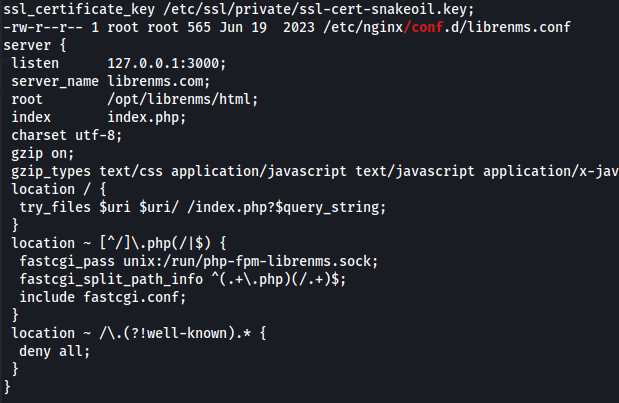 ssl_certificate_key /etc/ssl/private/ssl-cert-snakeoil.key;
-rw-r--r-- 1 root root 565 Jun 19  2023 /etc/nginx/conf.d/librenms.conf
server {
 listen      127.0.0.1:3000;
 server_name librenms.com;
 root        /opt/librenms/html;
 index       index.php;
 charset utf-8;
 gzip on;
 gzip_types text/css application/javascript text/javascript application/x-jav
 location / {
  try_files $uri $uri/ /index.php?$query_string;
 }
 location ~ [^/]\.php(/|$) {
  fastcgi_pass unix:/run/php-fpm-librenms.sock;
  fastcgi_split_path_info ^(.+\.php)(/.+)$;
  include fastcgi.conf;
 }
 location ~ /\.(?!well-known).* {
  deny all;
 }
}